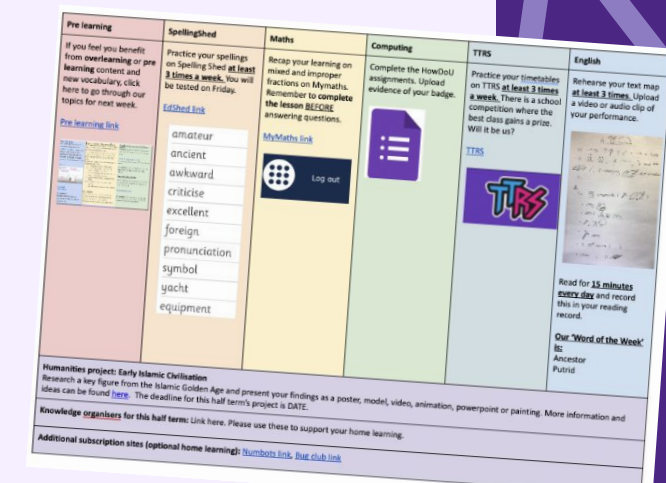 Pre learning
If you feel you benefit
from overlearning or pre
learning content and
new vocabulary, click
here to go through our
topics for next week.
Pre learning link
SpellingShed
Practice your spellings
on Spelling Shed at least
3 times a week. You will
be tested on Friday.
EdShed link
amateur
ancient
awkward
criticise
excellent
foreign
pronunciation
symbol
yacht
equipment
Maths
Recap your learning on
mixed and improper
fractions on Mymaths.
Remember to complete
the lesson BEFORE
answering questions.
MyMaths link
Log out
Computing
Complete the HowDoU
assignments. Upload
evidence of your badge.
TTRS
Practice your timetables
on TTRS at least 3 times
a week. There is a school
competition where the
best class gains a prize.
Will it be us?
TTRS
TTRS
English
Rehearse your text map
at least 3 times. Upload
a video or audio clip of
your performance.
Read for 15 minutes
every day and record
this in your reading
record.
Our 'Word of the Week'
is:
Ancestor
Putrid
Humanities project: Early Islamic Civilisation
Research a key figure from the Islamic Golden Age and present your findings as a poster, model, video, animation, powerpoint or painting. More information and
ideas can be found here. The deadline for this half term's project is DATE.
Knowledge organisers for this half term: Link here. Please use these to support your home learning.
Additional subscription sites (optional home learning): Numbots link, Bug club link